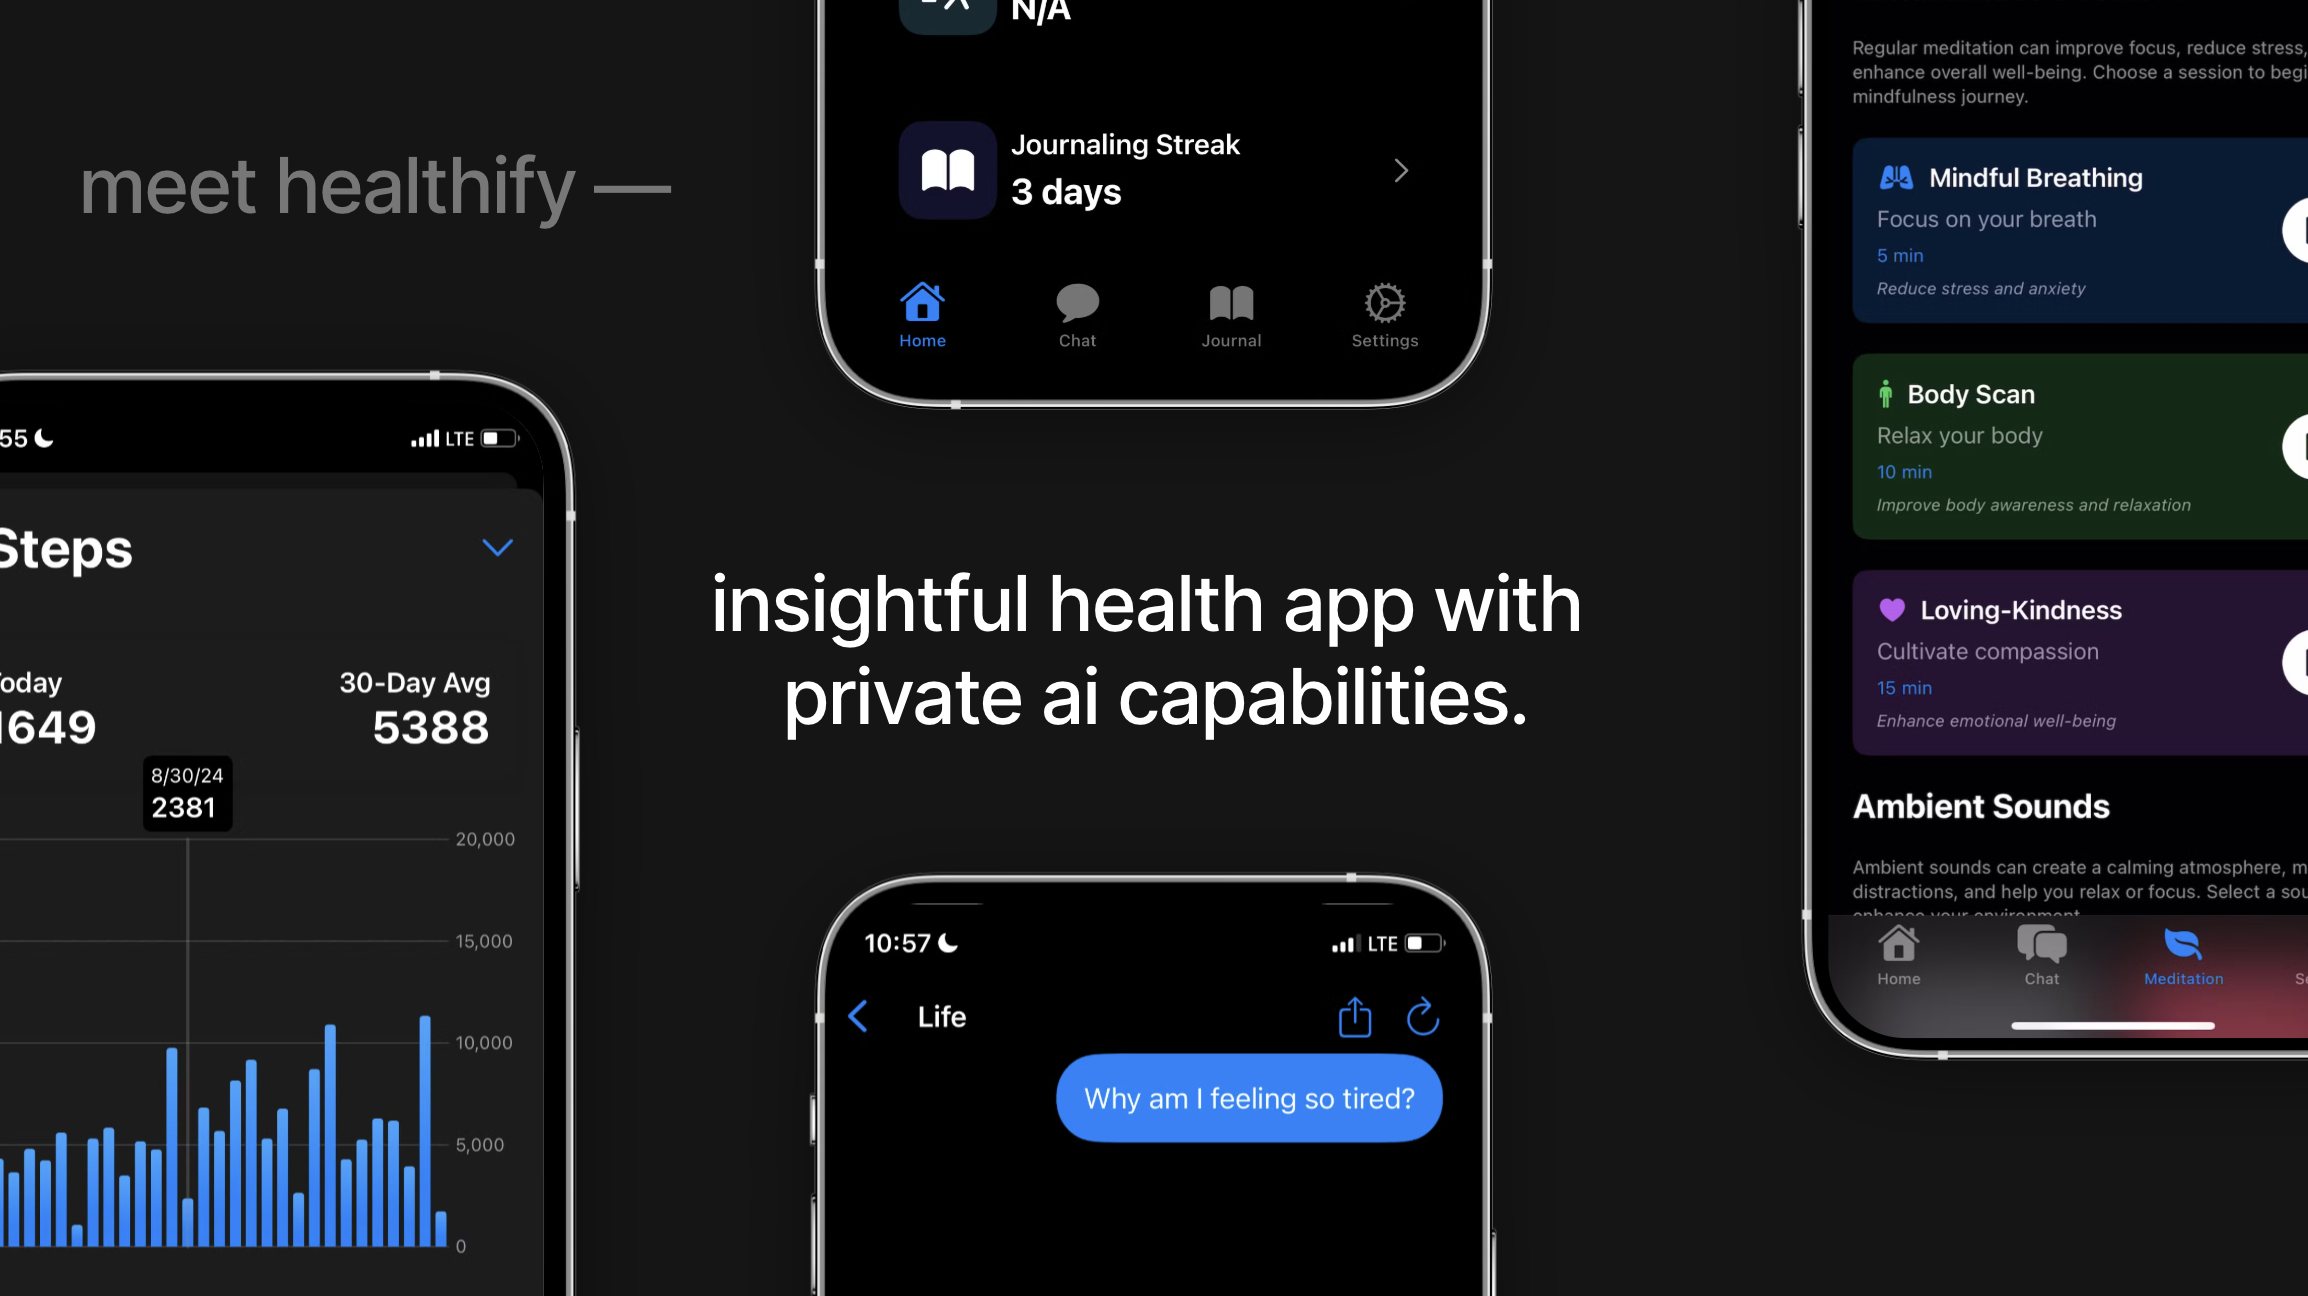 meet healthify —
insightful health app with
private ai capabilities.
N/A
Journaling Streak
3 days
Home
Chat
Journal
Settings
55
LTE
Steps
Today
1649
30-Day Avg
5388
8/30/24
2381
20,000
15,000
10,000
5,000
0
10:57
LTE
Life
Why am I feeling so tired?
Regular meditation can improve focus, reduce stress,
enhance overall well-being. Choose a session to begi
mindfulness journey.
Mindful Breathing
Focus on your breath
5 min
Reduce stress and anxiety
Body Scan
Relax your body
10 min
Improve body awareness and relaxation
Loving-Kindness
Cultivate compassion
15 min
Enhance emotional well-being
Ambient Sounds
Ambient sounds can create a calming atmosphere, m
distractions, and help you relax or focus. Select a sou
enhance your environment.
Home
Chat
Meditation
Se